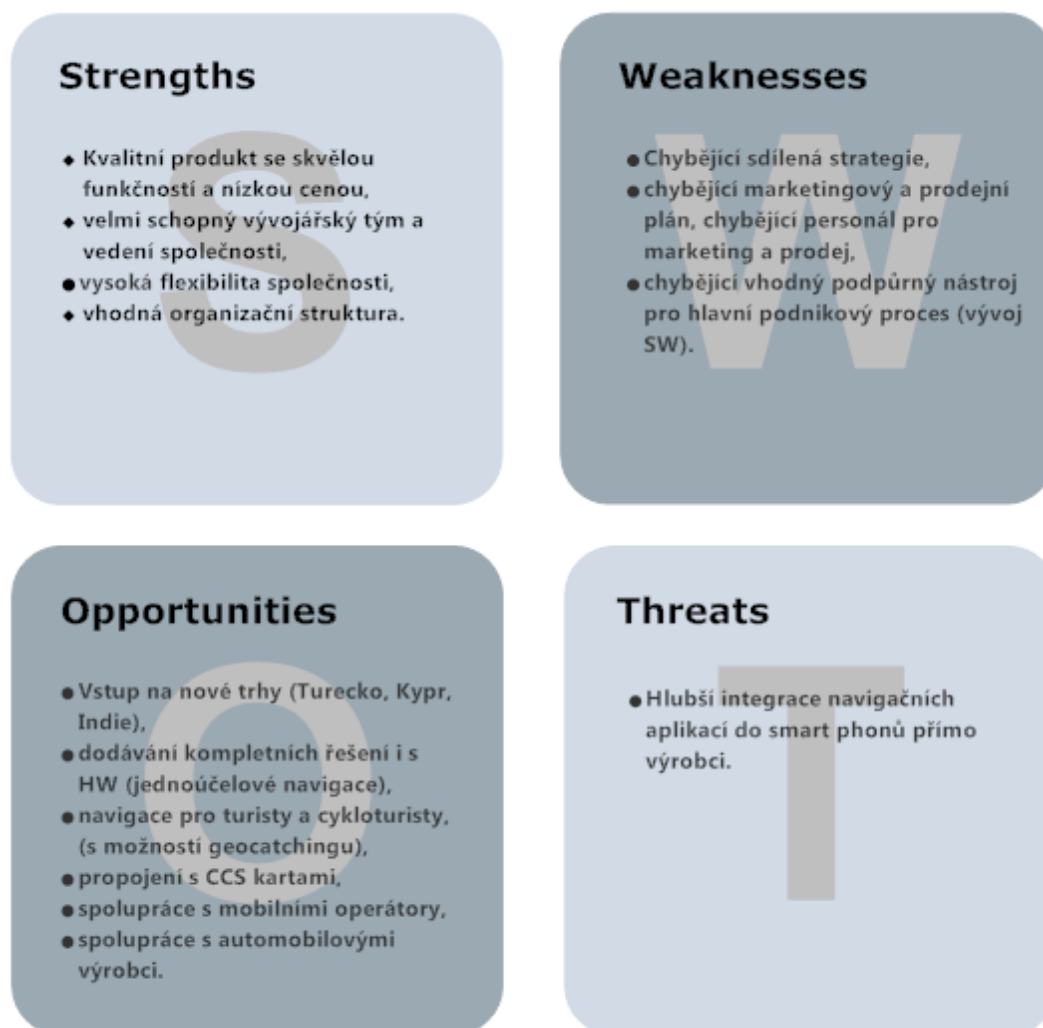 Strengths
◆ Kvalitní produkt se skvělou
funkčností a nízkou cenou,
◆ velmi schopný vývojářský tým a
vedení společnosti,
● vysoká flexibilita společnosti,
◆ vhodná organizační struktura.
S
Weaknesses
● Chybějící sdílená strategie,
● chybějící marketingový a prodejní
plán, chybějící personál pro
marketing a prodej,
● chybějící vhodný podpůrný nástroj
pro hlavní podnikový proces (vývoj
SW).
W
Opportunities
● Vstup na nové trhy (Turecko, Kypr,
Indie),
● dodávání kompletních řešení i s
HW (jednoúčelové navigace),
● navigace pro turisty a cykloturisty,
(s možností geocatchingu),
● propojení s CCS kartami,
● spolupráce s mobilními operátory,
● spolupráce s automobilovými
výrobci.
O
Threats
● Hlubší integrace navigačních
aplikací do smart phonů přímo
výrobci.
T